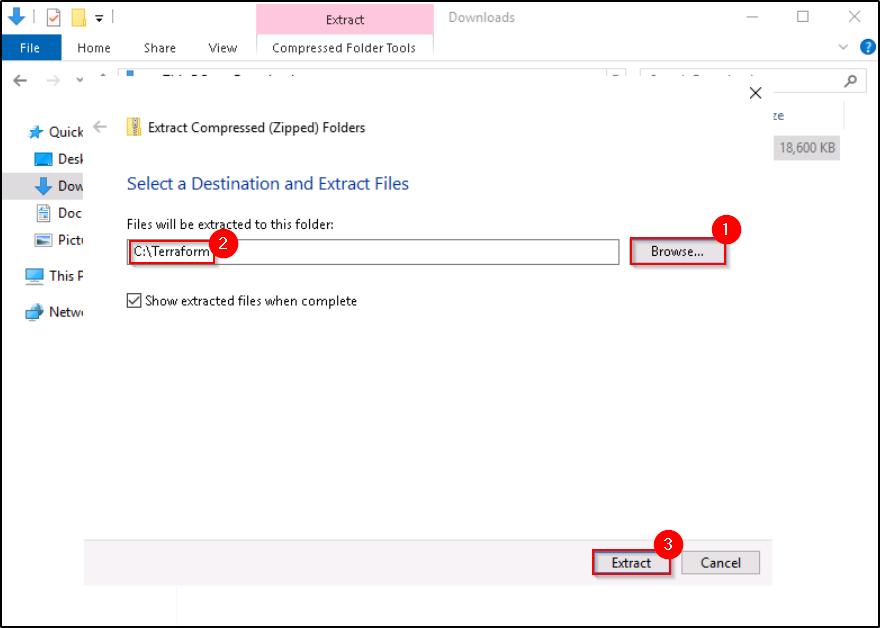 Extract
Downloads
File
Home
Share
View
Compressed Folder Tools
?
ze
18,600 KB
Quick
Extract Compressed (Zipped) Folders
Desk
Dow
Doc
Pict
This P
Netw
Select a Destination and Extract Files
Files will be extracted to this folder:
C:\Terraform
2
Browse...
1
Show extracted files when complete
3
Extract
Cancel